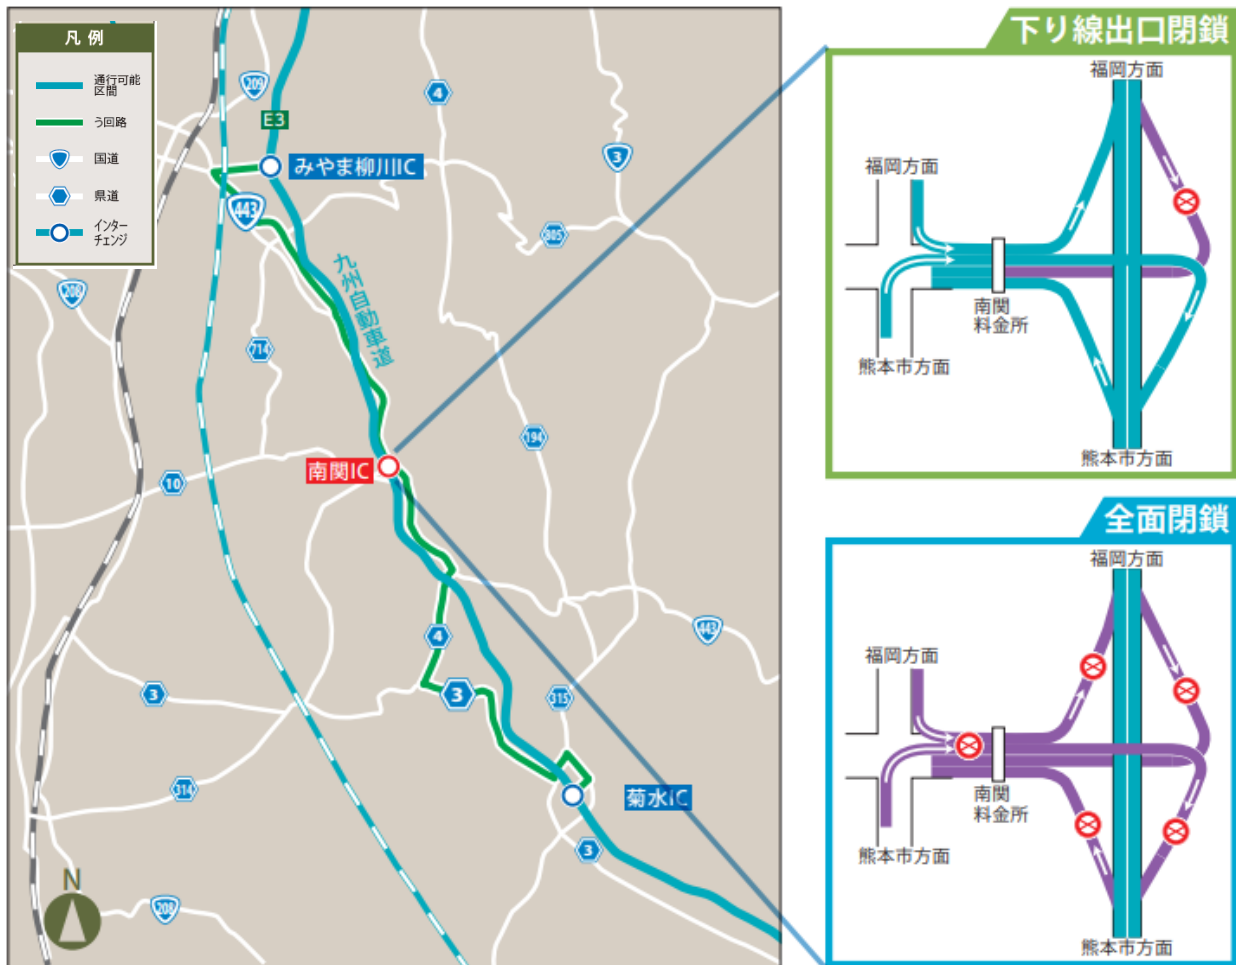 凡 例
通行可能
区間
う回路
国道
県道
インター
チェンジ
209
E3
4
3
みやま柳川IC
443
805
208
九州自動車道
714
194
南関IC
10
4
443
3
3
315
314
菊水IC
3
N
208
下り線出口閉鎖
福岡方面
福岡方面
南関
料金所
熊本市方面
熊本市方面
全面閉鎖
福岡方面
福岡方面
南関
料金所
熊本市方面
熊本市方面